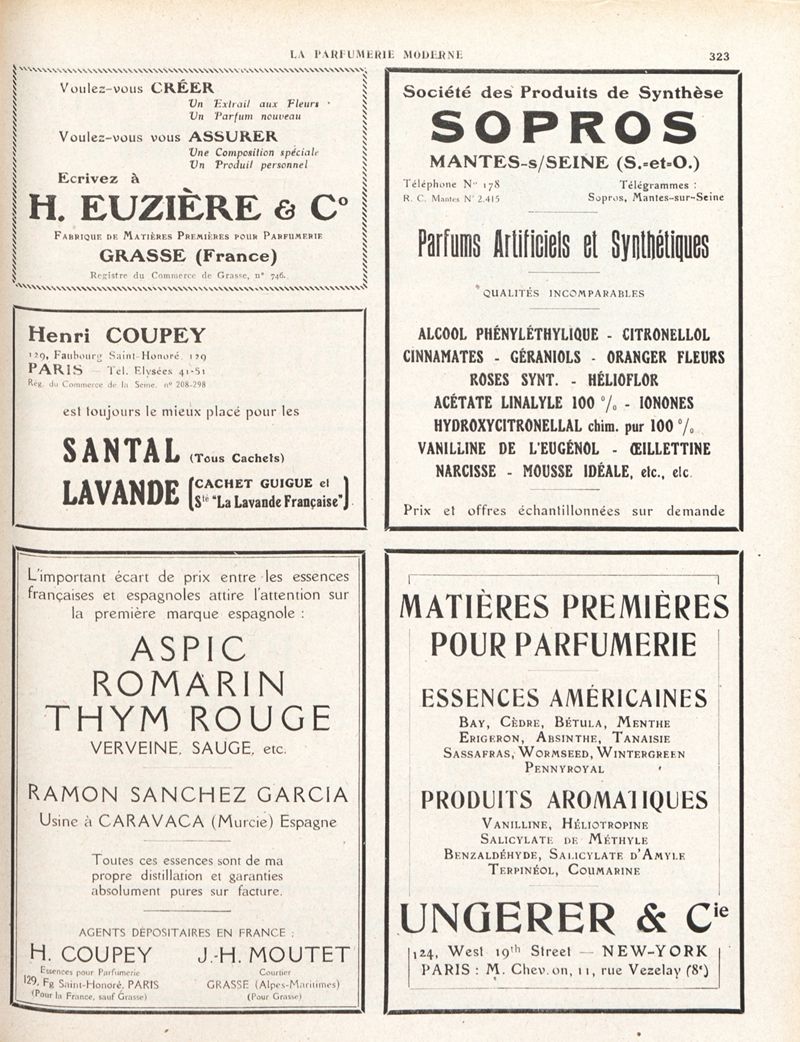 LA PARFUMERIE MODERNE
323
Voulez-vous CRÉER
Un Extrait aux Fleurs
Un Parfum nouveau
Voulez-vous vous ASSURER
Une Composition spéciale
Un Produit personnel
Ecrivez à
H. EUZIÈRE & Cº
FABRIQUE DE MATIÈRES PREMIÈRES POUR PARFUMERIE
GRASSE (France)
Registre du Commerce de Grasse, nº 746.
Henri COUPEY
129, Faubourg Saint-Honoré, 129
PARIS — Tél. Elysées 41-51
Rég. du Commerce de la Seine, nº 208-298
est toujours le mieux placé pour les
SANTAL (Tous Cachets)
LAVANDE [CACHET GUIGUE et
Sté "La Lavande Française"]
L'important écart de prix entre les essences
françaises et espagnoles attire l'attention sur
la première marque espagnole :
ASPIC
ROMARIN
THYM ROUGE
VERVEINE, SAUGE, etc.
RAMON SANCHEZ GARCIA
Usine à CARAVACA (Murcie) Espagne
Toutes ces essences sont de ma
propre distillation et garanties
absolument pures sur facture.
AGENTS DÉPOSITAIRES EN FRANCE :
H. COUPEY
Essences pour Parfumerie
129, Fg Saint-Honoré, PARIS
(Pour la France, sauf Grasse)
J.-H. MOUTET
Courtier
GRASSE (Alpes-Maritimes)
(Pour Grasse)
Société des Produits de Synthèse
SOPROS
MANTES-s/SEINE (S.=et=O.)
Téléphone Nº 178
R. C. Mantes Nº 2.415
Télégrammes :
Sopros, Mantes-sur-Seine
Parfums Artificiels et Synthétiques
QUALITÉS INCOMPARABLES
ALCOOL PHÉNYLÉTHYLIQUE - CITRONELLOL
CINNAMATES - GÉRANIOLS - ORANGER FLEURS
ROSES SYNT. - HÉLIOFLOR
ACÉTATE LINALYLE 100 % - IONONES
HYDROXYCITRONELLAL chim. pur 100 %
VANILLINE DE L'EUGÉNOL - ŒILLETTINE
NARCISSE - MOUSSE IDÉALE, etc., etc.
Prix et offres échantillonnées sur demande
MATIÈRES PREMIÈRES
POUR PARFUMERIE
ESSENCES AMÉRICAINES
BAY, CÈDRE, BÉTULA, MENTHE
ERIGERON, ABSINTHE, TANAISIE
SASSAFRAS, WORMSEED, WINTERGREEN
PENNYROYAL
PRODUITS AROMATIQUES
VANILLINE, HÉLIOTROPINE
SALICYLATE DE MÉTHYLE
BENZALDÉHYDE, SALICYLATE D'AMYLE
TERPINÉOL, COUMARINE
UNGERER & Cie
124, West 19th Street — NEW-YORK
PARIS : M. Chev.on, 11, rue Vezelay (8e)